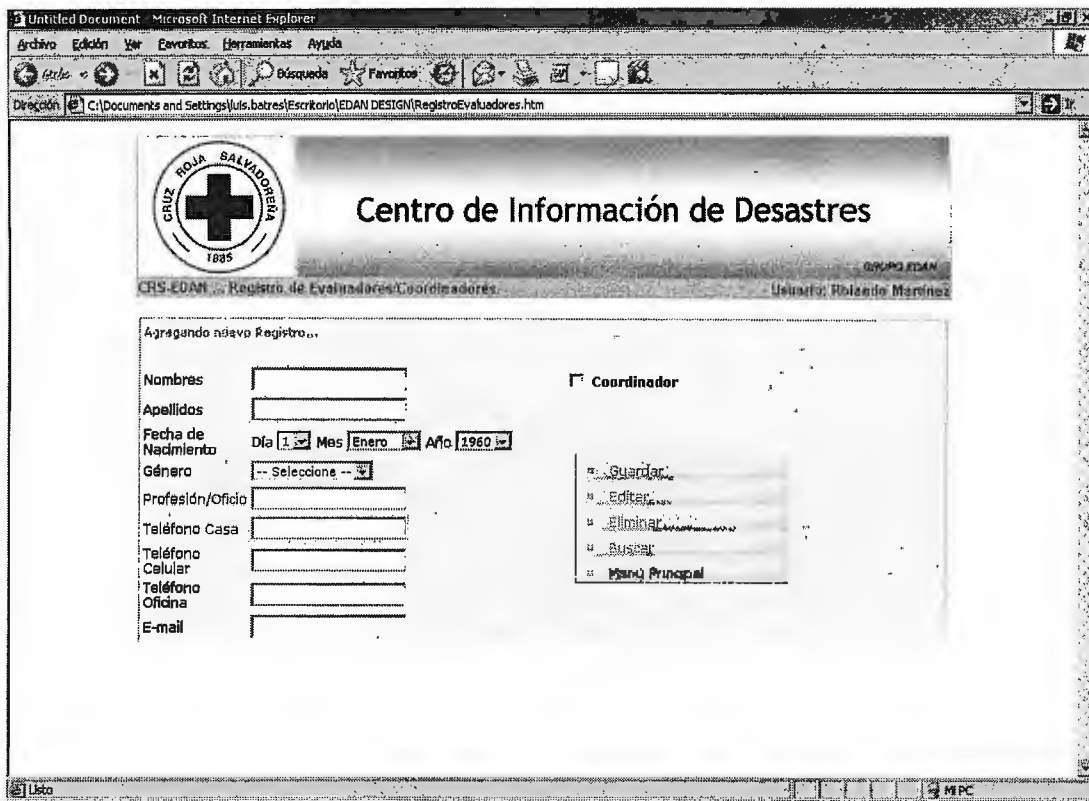 Untitled Document - Microsoft Internet Explorer
Archivo Edición Ver Favoritos Herramientas Ayuda
Atrás Búsqueda Favoritos
Dirección C:\Documents and Settings\luis.batres\Escritorio\EDAN DESIGN\RegistroEvaluadores.htm Ir
CRUZ ROJA SALVADOREÑA
1885
Centro de Información de Desastres
GRUPO EDAN
CRS-EDAN ... Registro de Evaluadores/Coordinadores Usuario: Rolando Martinez
Agregando nuevo Registro...
Nombres
Coordinador
Apellidos
Fecha de
Nacimiento
Día 1 Mes Enero Año 1960
Género -- Seleccione --
Profesión/Oficio
Teléfono Casa
Teléfono
Celular
Teléfono
Oficina
E-mail
Guardar
Editar
Eliminar
Buscar
Menú Principal
Listo
Mi PC